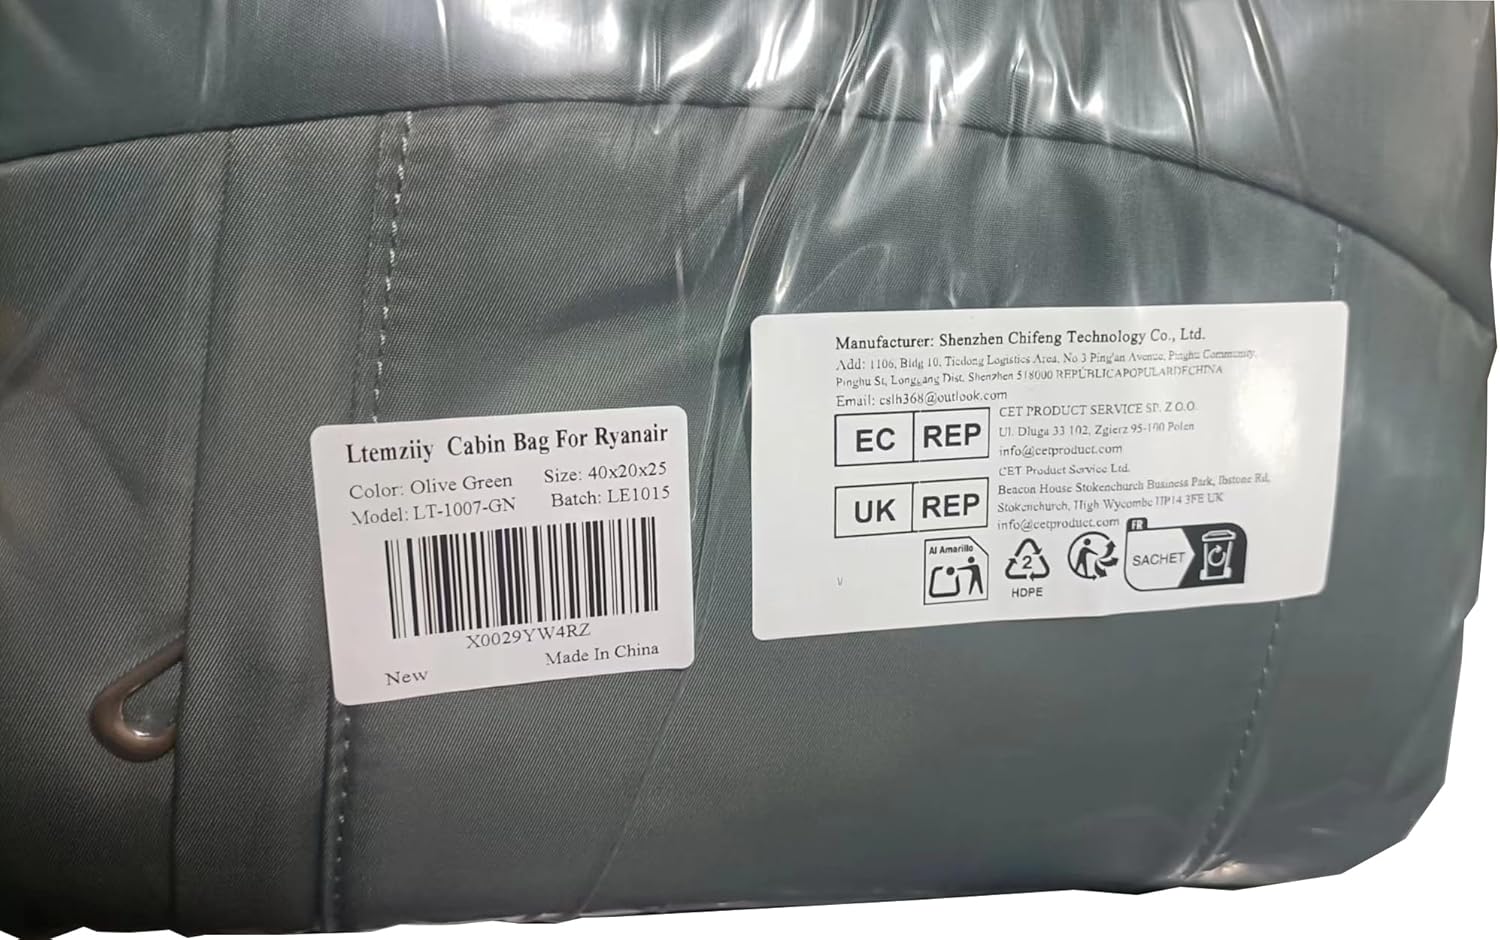 Ltemziiy Cabin Bag For Ryanair
Color: Olive Green Size: 40x20x25
Model: LT-1007-GN Batch: LE1015
X0029YW4RZ
Made In China
New
Manufacturer: Shenzhen Chifeng Technology Co., Ltd.
Add: 1106, Bldg 10, Tiedong Logistics Area, No 3 Ping'an Avenue, Pinghu Community,
Pinghu St, Longgang Dist, Shenzhen 518000 REPÚBLICAPOPULARDECHINA
Email: cslh368@outlook.com
EC REP
CET PRODUCT SERVICE SP. Z O.O.
Ul. Dluga 33 102, Zgierz 95-100 Polen
info@cetproduct.com
UK REP
CET Product Service Ltd.
Beacon House Stokenchurch Business Park, Ibstone Rd,
Stokenchurch, High Wycombe HP14 3FE UK
info@cetproduct.com
Al Amarillo
2
HDPE
FR
SACHET
V